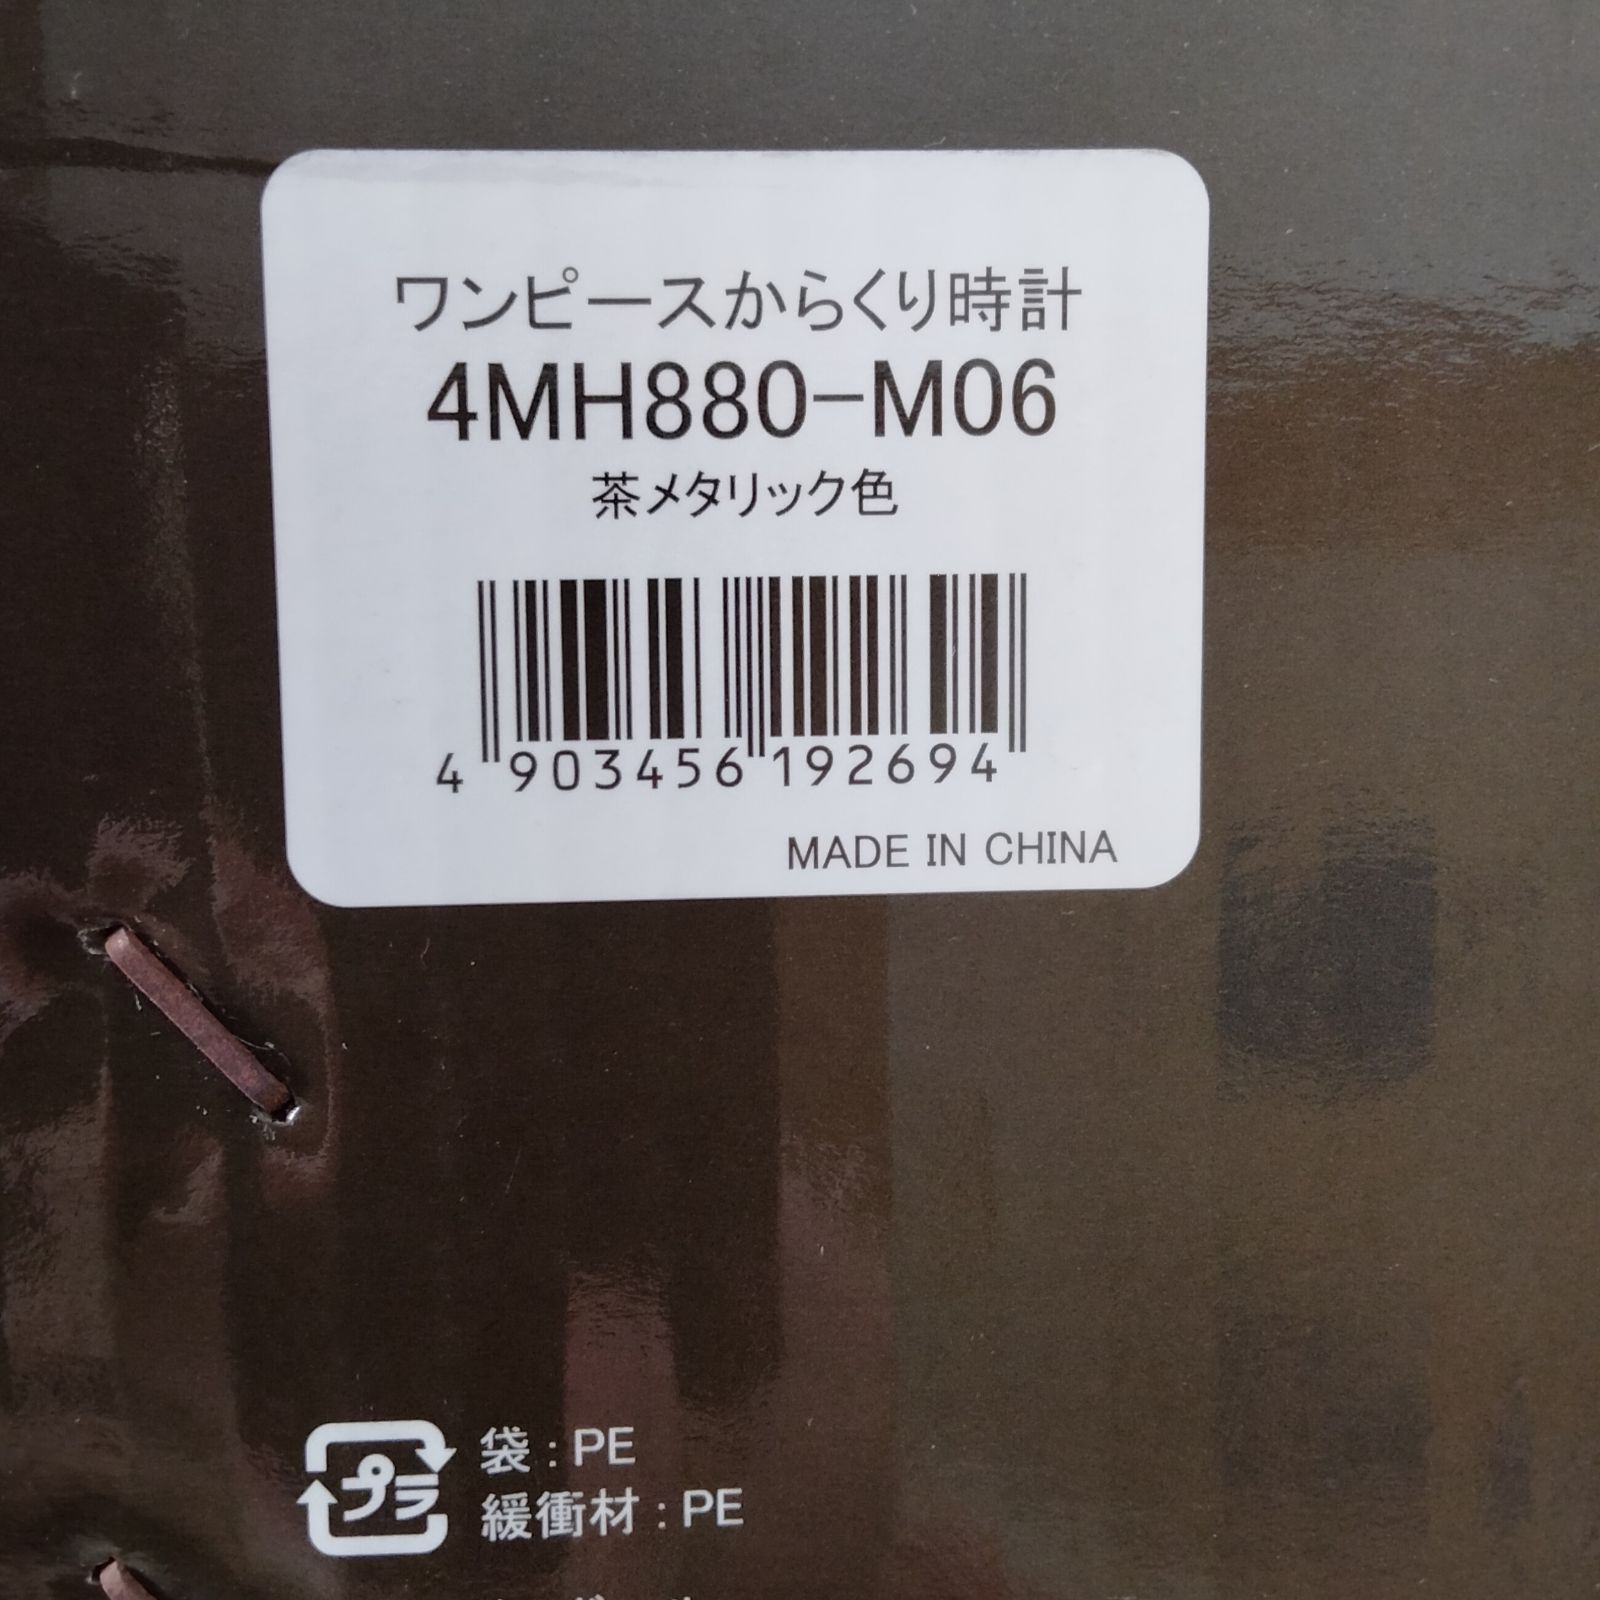 ワンピースからくり時計
4MH880-M06
茶メタリック色
4 903456 192694
MADE IN CHINA
プラ
袋 : PE
緩衝材 : PE